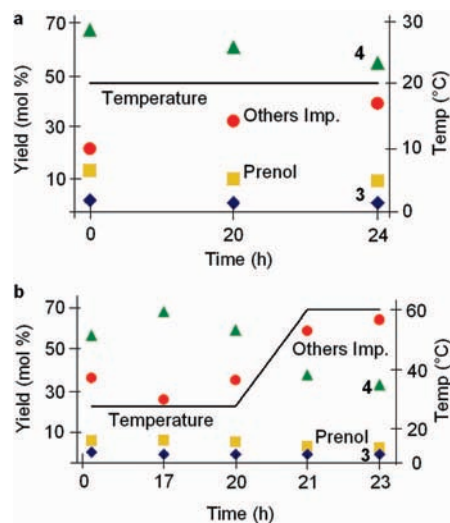 a
70
50
30
10
Yield (mol %)
30
20
10
0
Temp (°C)
4
Temperature
Others Imp.
Prenol
3
0
20
24
Time (h)
b
70
50
30
10
Yield (mol %)
60
40
20
0
Temp (°C)
Others Imp.
4
Temperature
Prenol
3
0
17
20
21
23
Time (h)